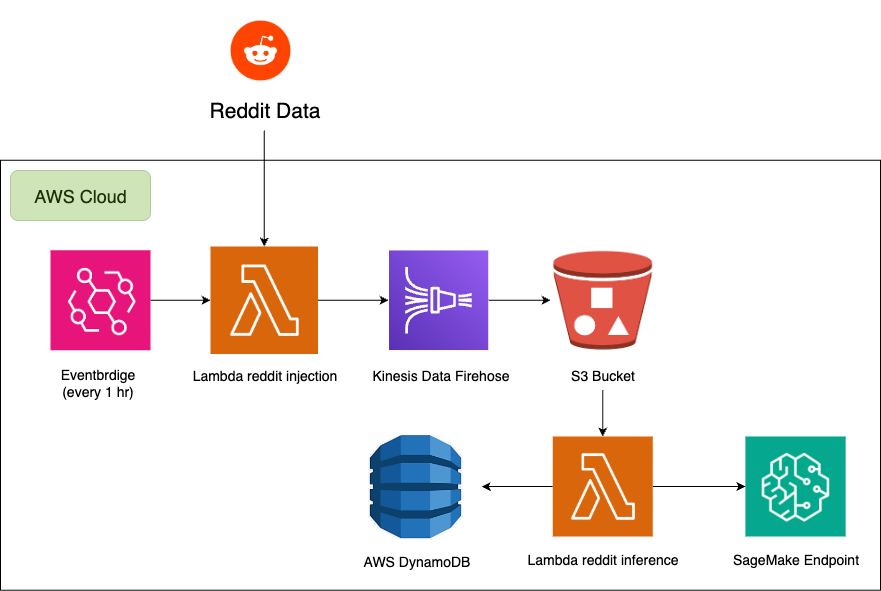 Reddit Data
AWS Cloud
Eventbrdige
(every 1 hr)
Lambda reddit injection
Kinesis Data Firehose
S3 Bucket
AWS DynamoDB
Lambda reddit inference
SageMake Endpoint